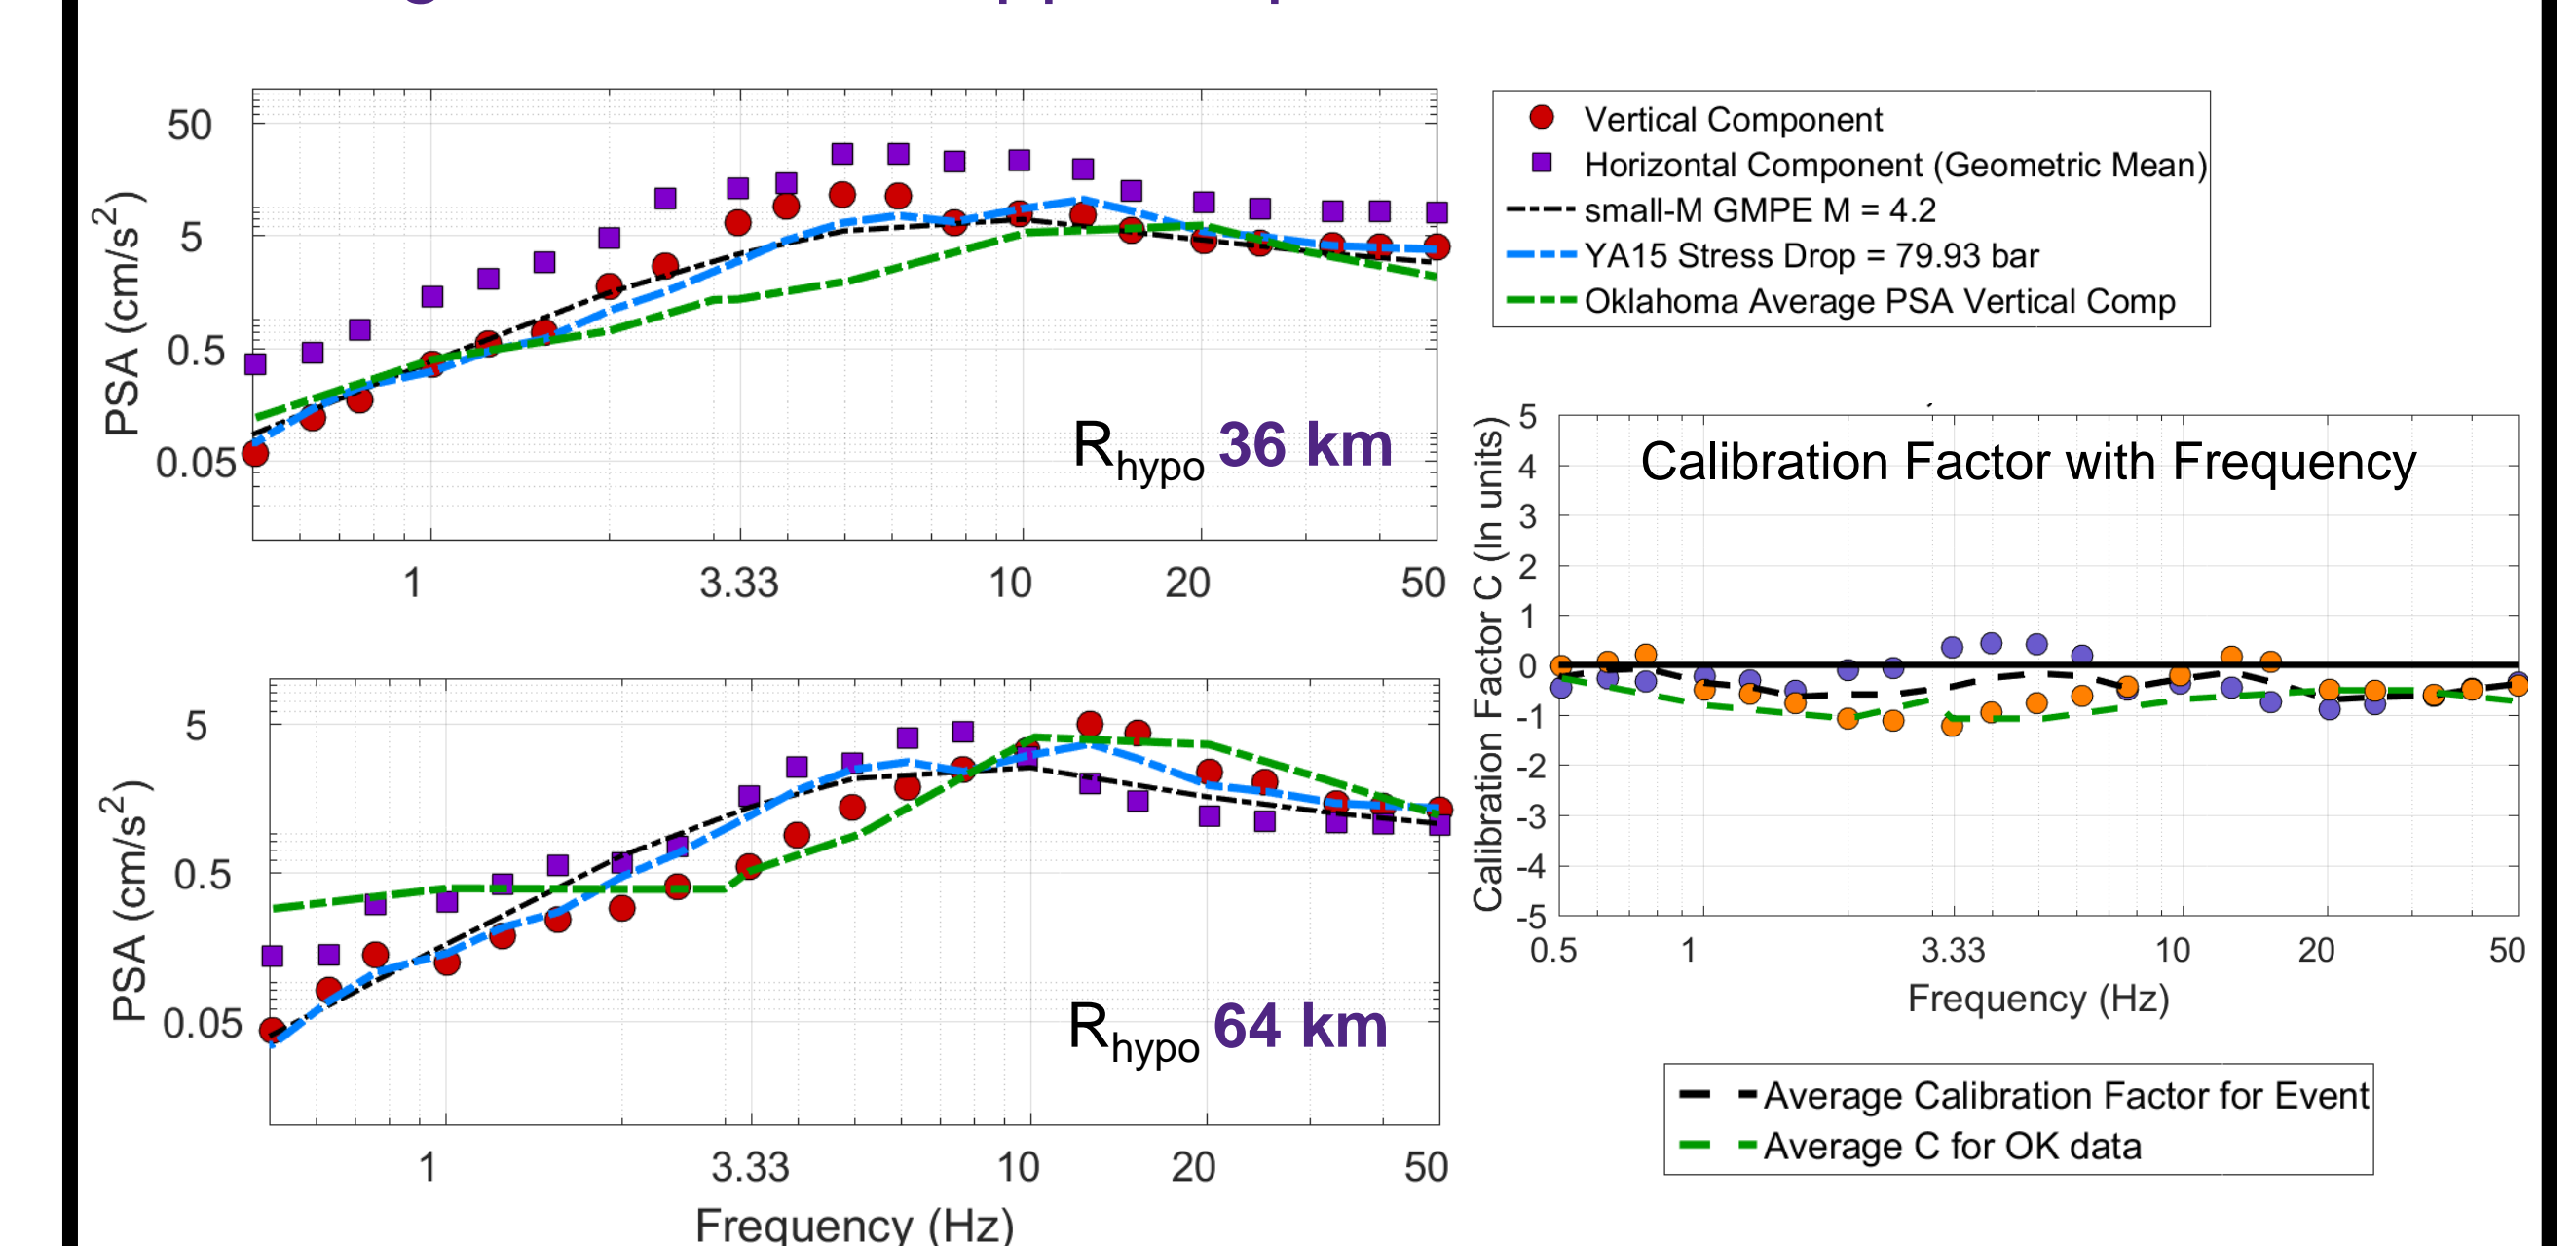 50
5
0.5
0.05
PSA (cm/s²)
R_hypo 36 km
1 3.33 10 20 50
Vertical Component
Horizontal Component (Geometric Mean)
small-M GMPE M = 4.2
YA15 Stress Drop = 79.93 bar
Oklahoma Average PSA Vertical Comp
5
0.5
0.05
PSA (cm/s²)
R_hypo 64 km
1 3.33 10 20 50
Frequency (Hz)
Calibration Factor with Frequency
Calibration Factor C (ln units)
5
4
3
2
1
0
-1
-2
-3
-4
-5
0.5 1 3.33 10 20 50
Frequency (Hz)
Average Calibration Factor for Event
Average C for OK data